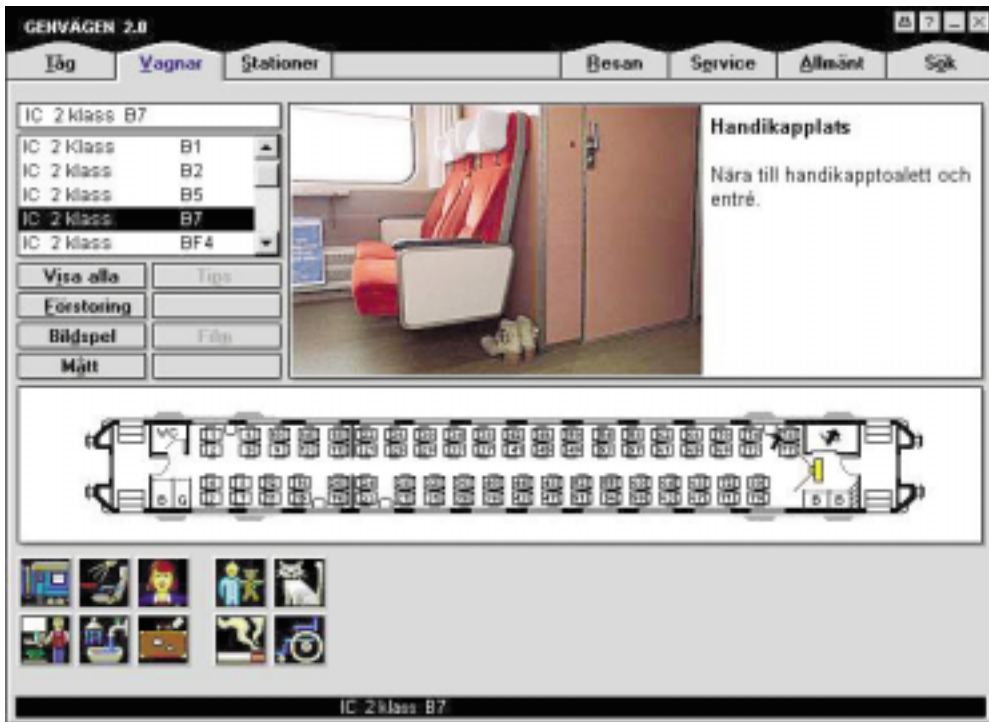 GENVÄGEN 2.0
?
Tåg Vagnar Stationer Resan Service Allmänt Sök
IC 2 klass B7
IC 2 Klass B1
IC 2 klass B2
IC 2 klass B5
IC 2 klass B7
IC 2 klass BF4
Visa alla Tips
Förstoring
Bildspel Film
Mått
Handikapplats
Nära till handikapptoalett och
entré.
WC
B G
B B
IC 2 klass B7